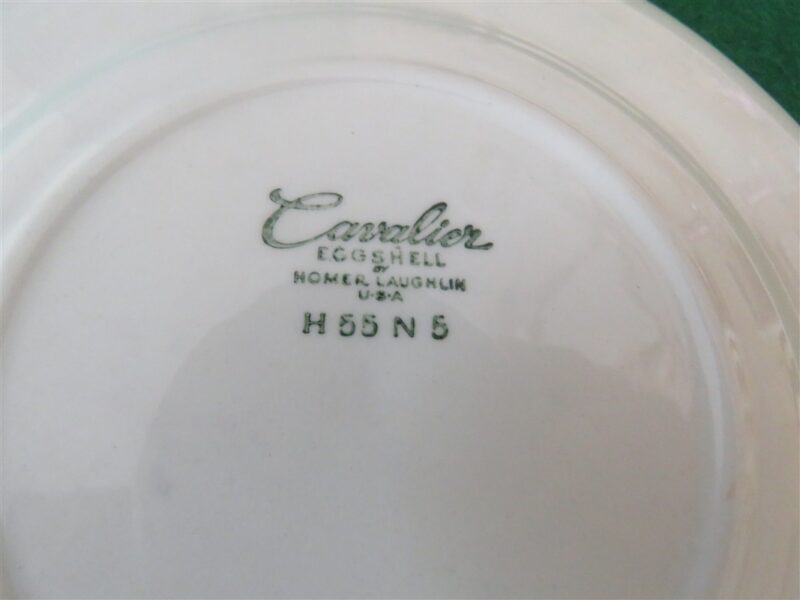 Cavalier
EGGSHELL
BY
HOMER LAUGHLIN
U·S·A
H 55 N 5